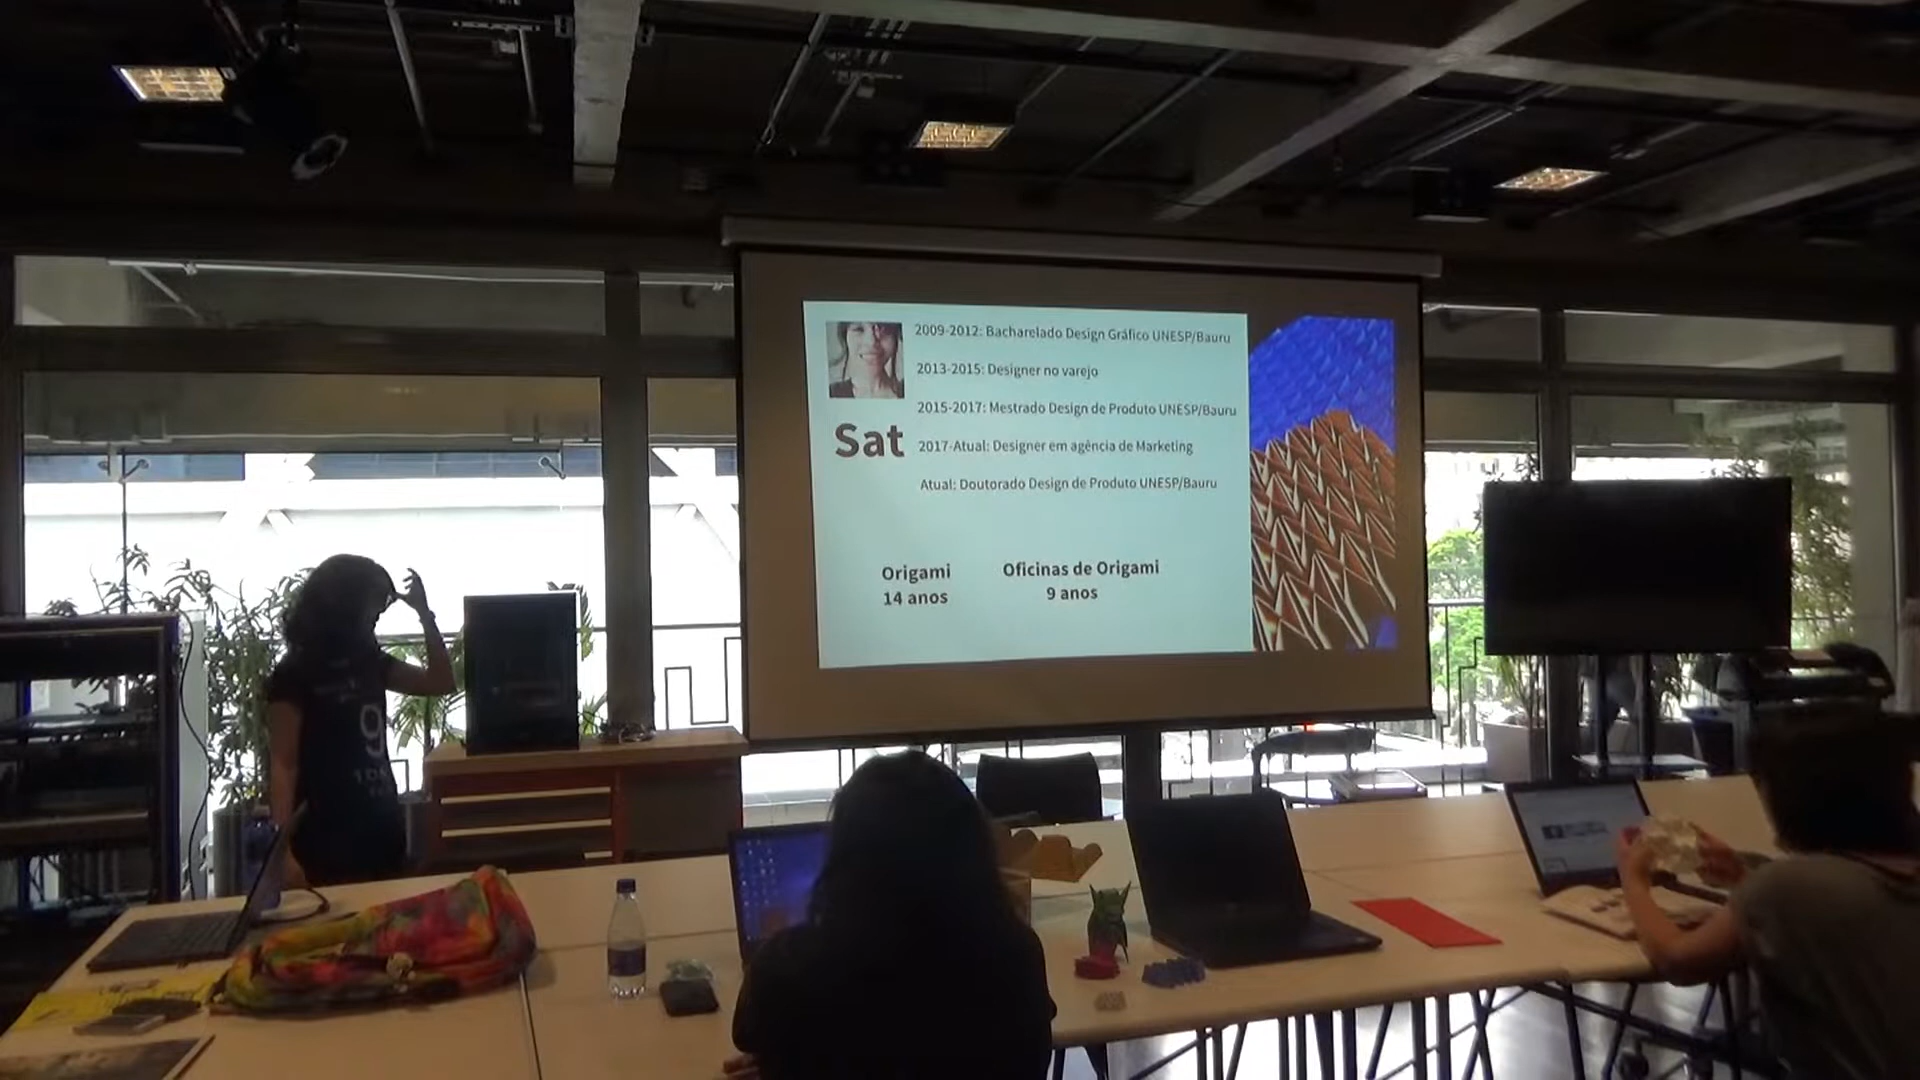 2009-2012: Bacharelado Design Gráfico UNESP/Bauru
2013-2015: Designer no varejo
2015-2017: Mestrado Design de Produto UNESP/Bauru
Sat
2017-Atual: Designer em agência de Marketing
Atual: Doutorado Design de Produto UNESP/Bauru
Origami
14 anos
Oficinas de Origami
9 anos